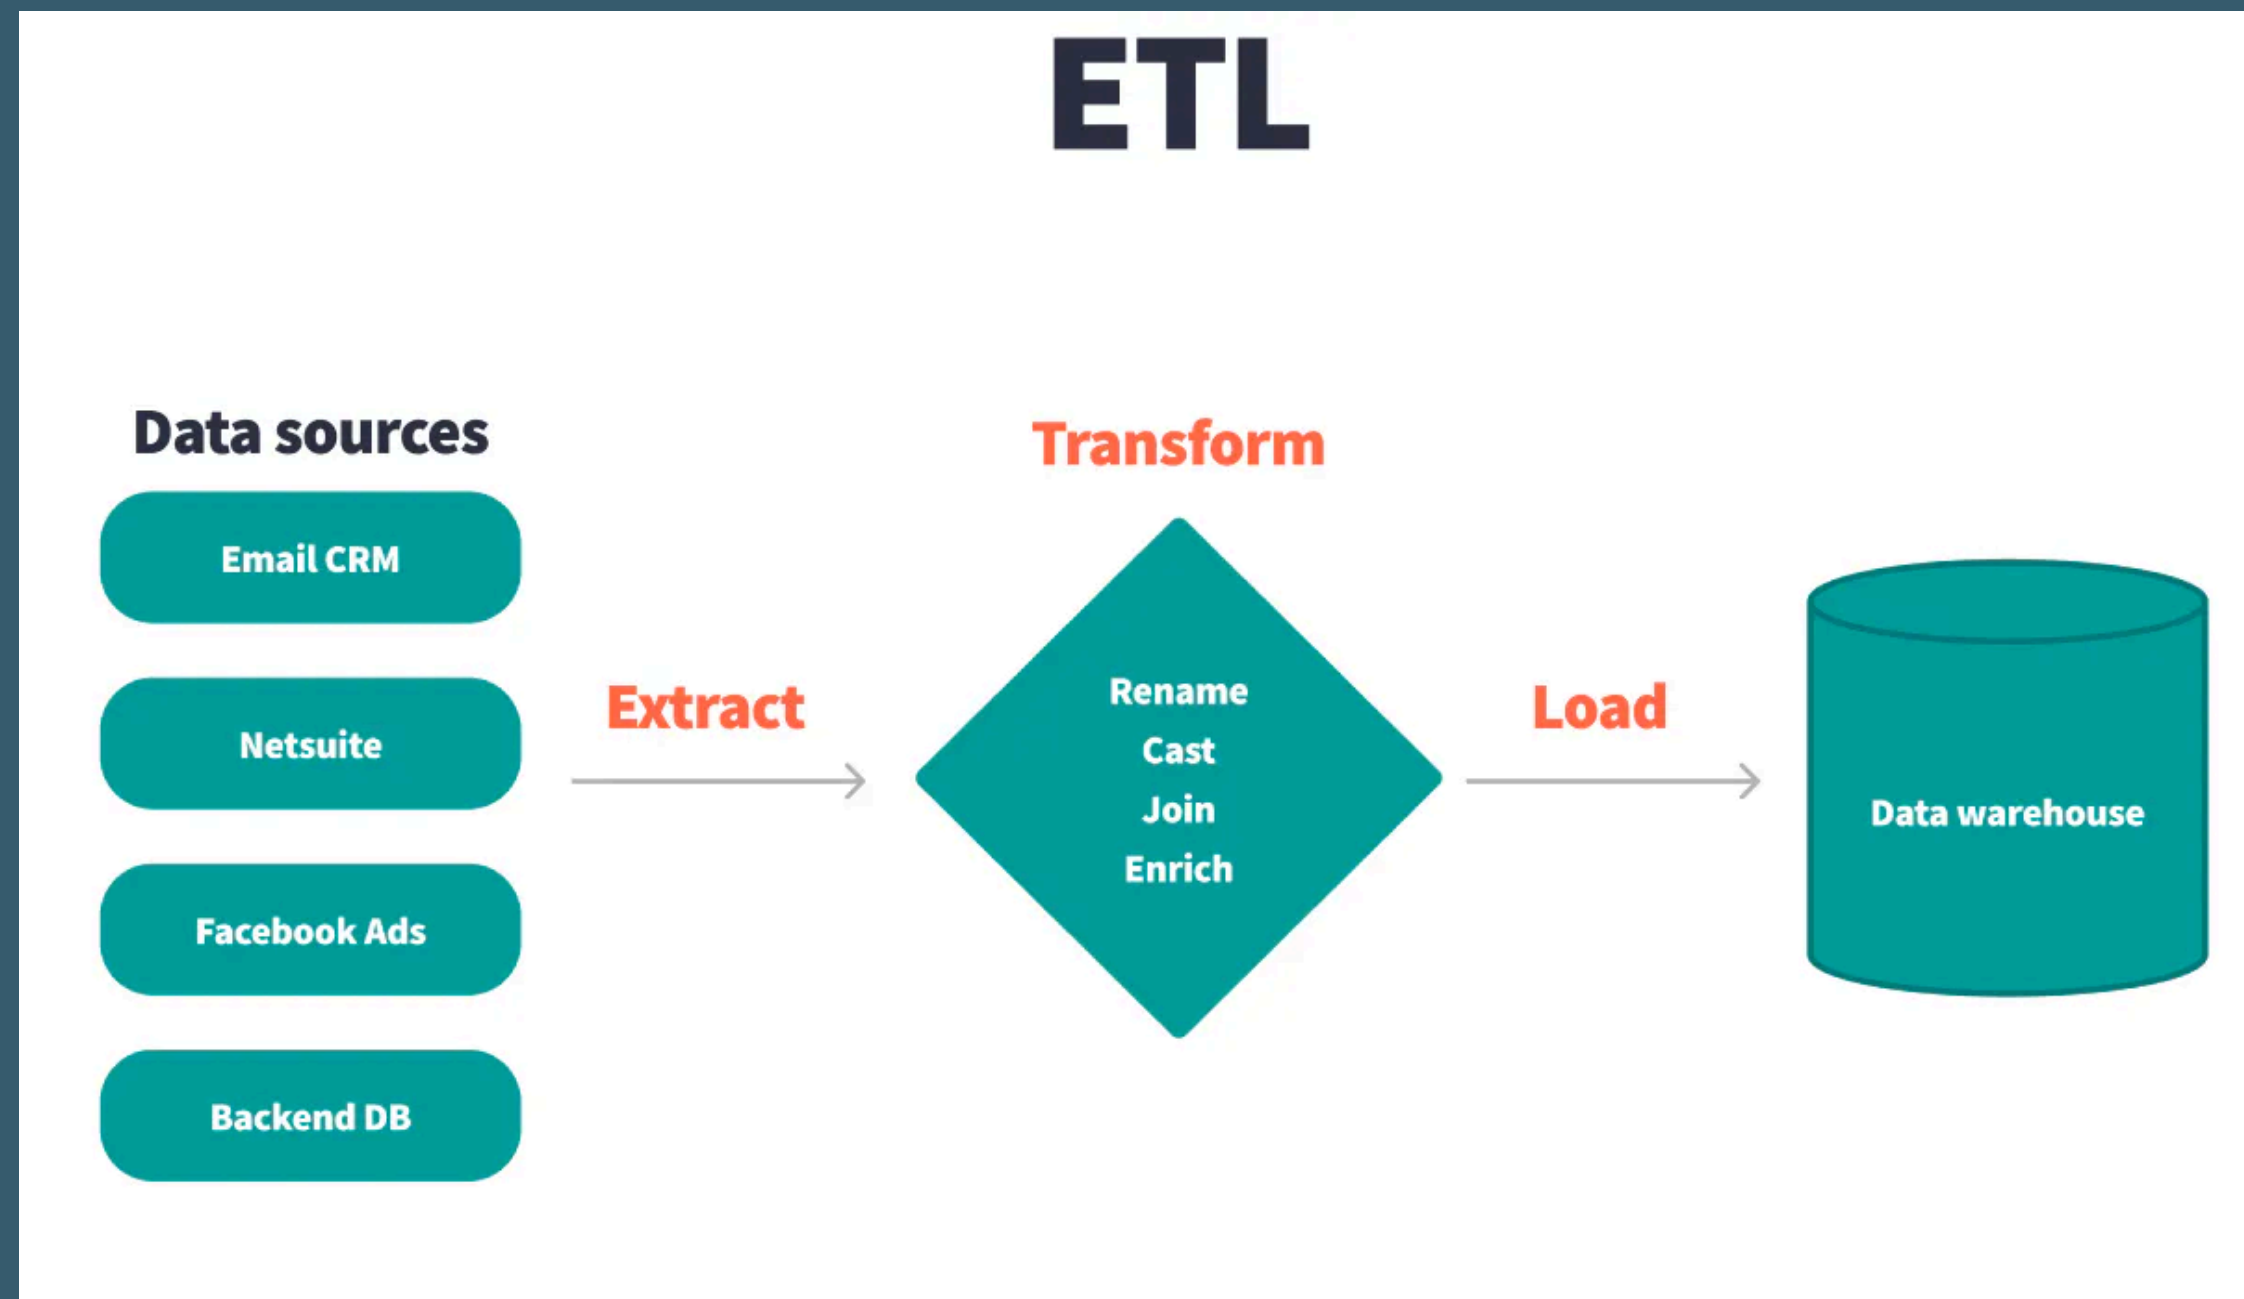 ETL
Data sources
Email CRM
Netsuite
Facebook Ads
Backend DB
Extract
Transform
Rename
Cast
Join
Enrich
Load
Data warehouse